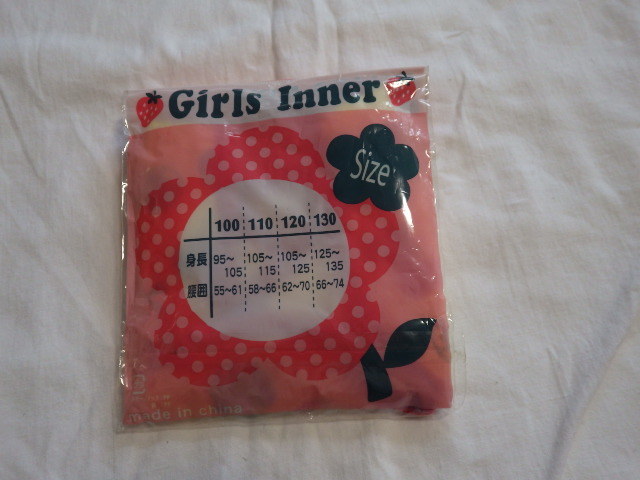 Girls Inner
Size
100 110 120 130
身長 95~105 105~115 105~125 125~135
腰囲 55~61 58~66 62~70 66~74
made in china